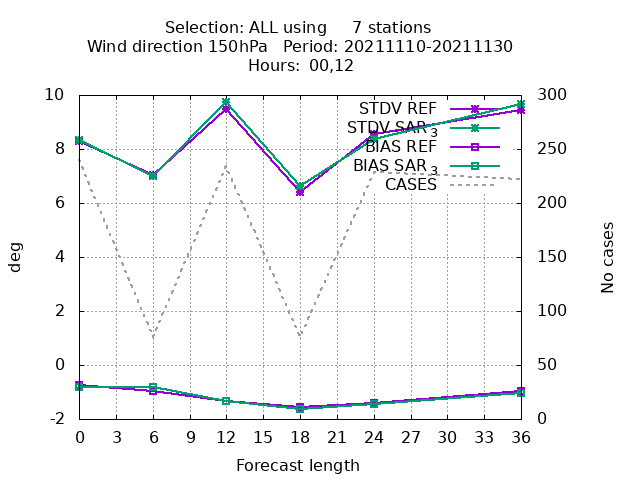 Selection: ALL using 7 stations
Wind direction 150hPa Period: 20211110-20211130
Hours: 00,12
STDV REF
STDV SAR 3
BIAS REF
BIAS SAR 3
CASES
10
8
6
4
2
0
-2
300
250
200
150
100
50
0
deg
No cases
0 3 6 9 12 15 18 21 24 27 30 33 36
Forecast length